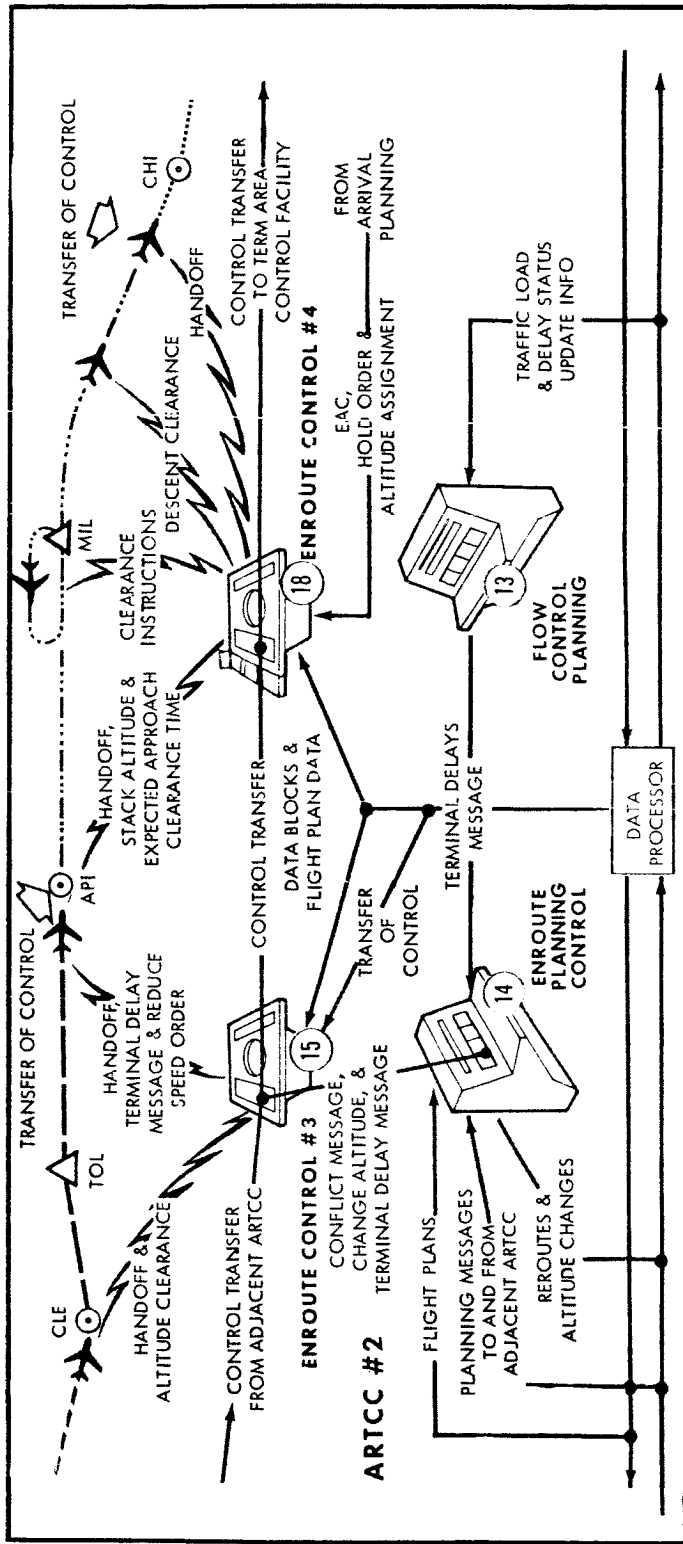 TRANSFER OF CONTROL
CLE
TOL
API
MIL
CHI
TRANSFER OF CONTROL
HANDOFF &
ALTITUDE CLEARANCE
HANDOFF,
TERMINAL DELAY
MESSAGE & REDUCE
SPEED ORDER
HANDOFF,
STACK ALTITUDE &
EXPECTED APPROACH
CLEARANCE TIME
CLEARANCE
INSTRUCTIONS
DESCENT CLEARANCE
HANDOFF
CONTROL TRANSFER
FROM ADJACENT ARTCC
CONTROL TRANSFER
CONTROL TRANSFER
TO TERM AREA
CONTROL FACILITY
15
ENROUTE CONTROL #3
18
ENROUTE CONTROL #4
DATA BLOCKS &
FLIGHT PLAN DATA
EAC,
HOLD ORDER &
ALTITUDE ASSIGNMENT
FROM
ARRIVAL
PLANNING
CONFLICT MESSAGE,
CHANGE ALTITUDE, &
TERMINAL DELAY MESSAGE
TRANSFER
OF
CONTROL
ARTCC #2
FLIGHT PLANS
PLANNING MESSAGES
TO AND FROM
ADJACENT ARTCC
REROUTES &
ALTITUDE CHANGES
14
ENROUTE
PLANNING
CONTROL
TERMINAL DELAYS
MESSAGE
13
FLOW
CONTROL
PLANNING
TRAFFIC LOAD
& DELAY STATUS
UPDATE INFO
DATA
PROCESSOR